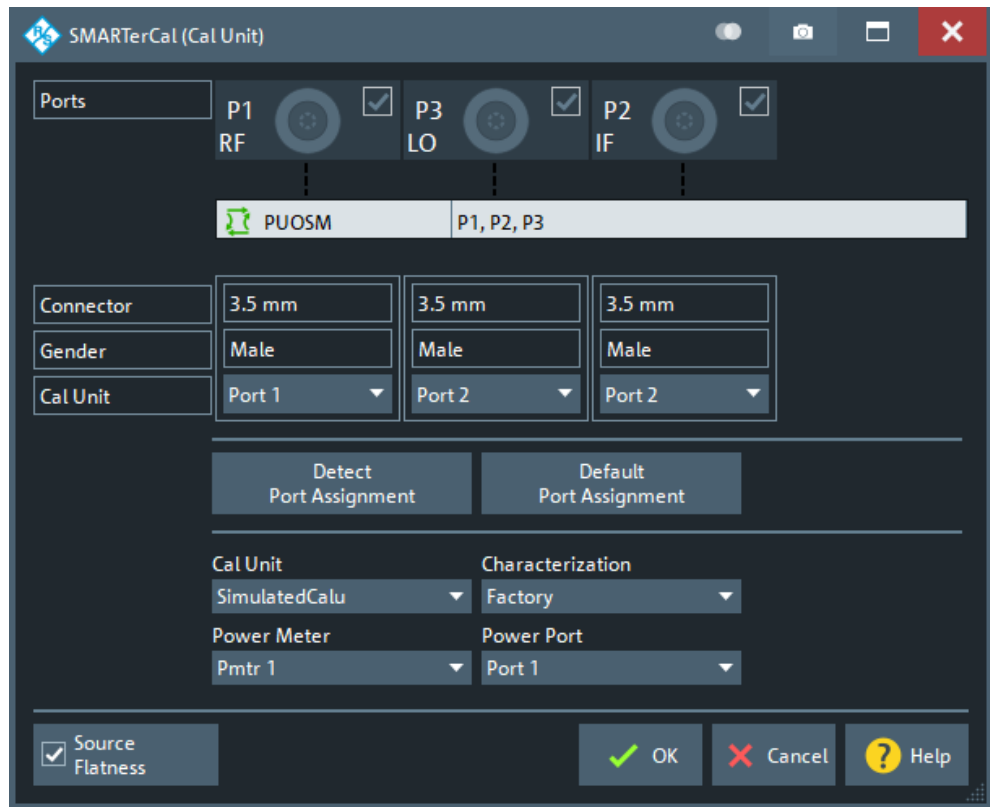 SMARTerCal (Cal Unit)
Ports
P1
RF
P3
LO
P2
IF
PUOSM
P1, P2, P3
Connector
3.5 mm
3.5 mm
3.5 mm
Gender
Male
Male
Male
Cal Unit
Port 1
Port 2
Port 2
Detect
Port Assignment
Default
Port Assignment
Cal Unit
Characterization
SimulatedCalu
Factory
Power Meter
Power Port
Pmtr 1
Port 1
Source
Flatness
OK
Cancel
? Help